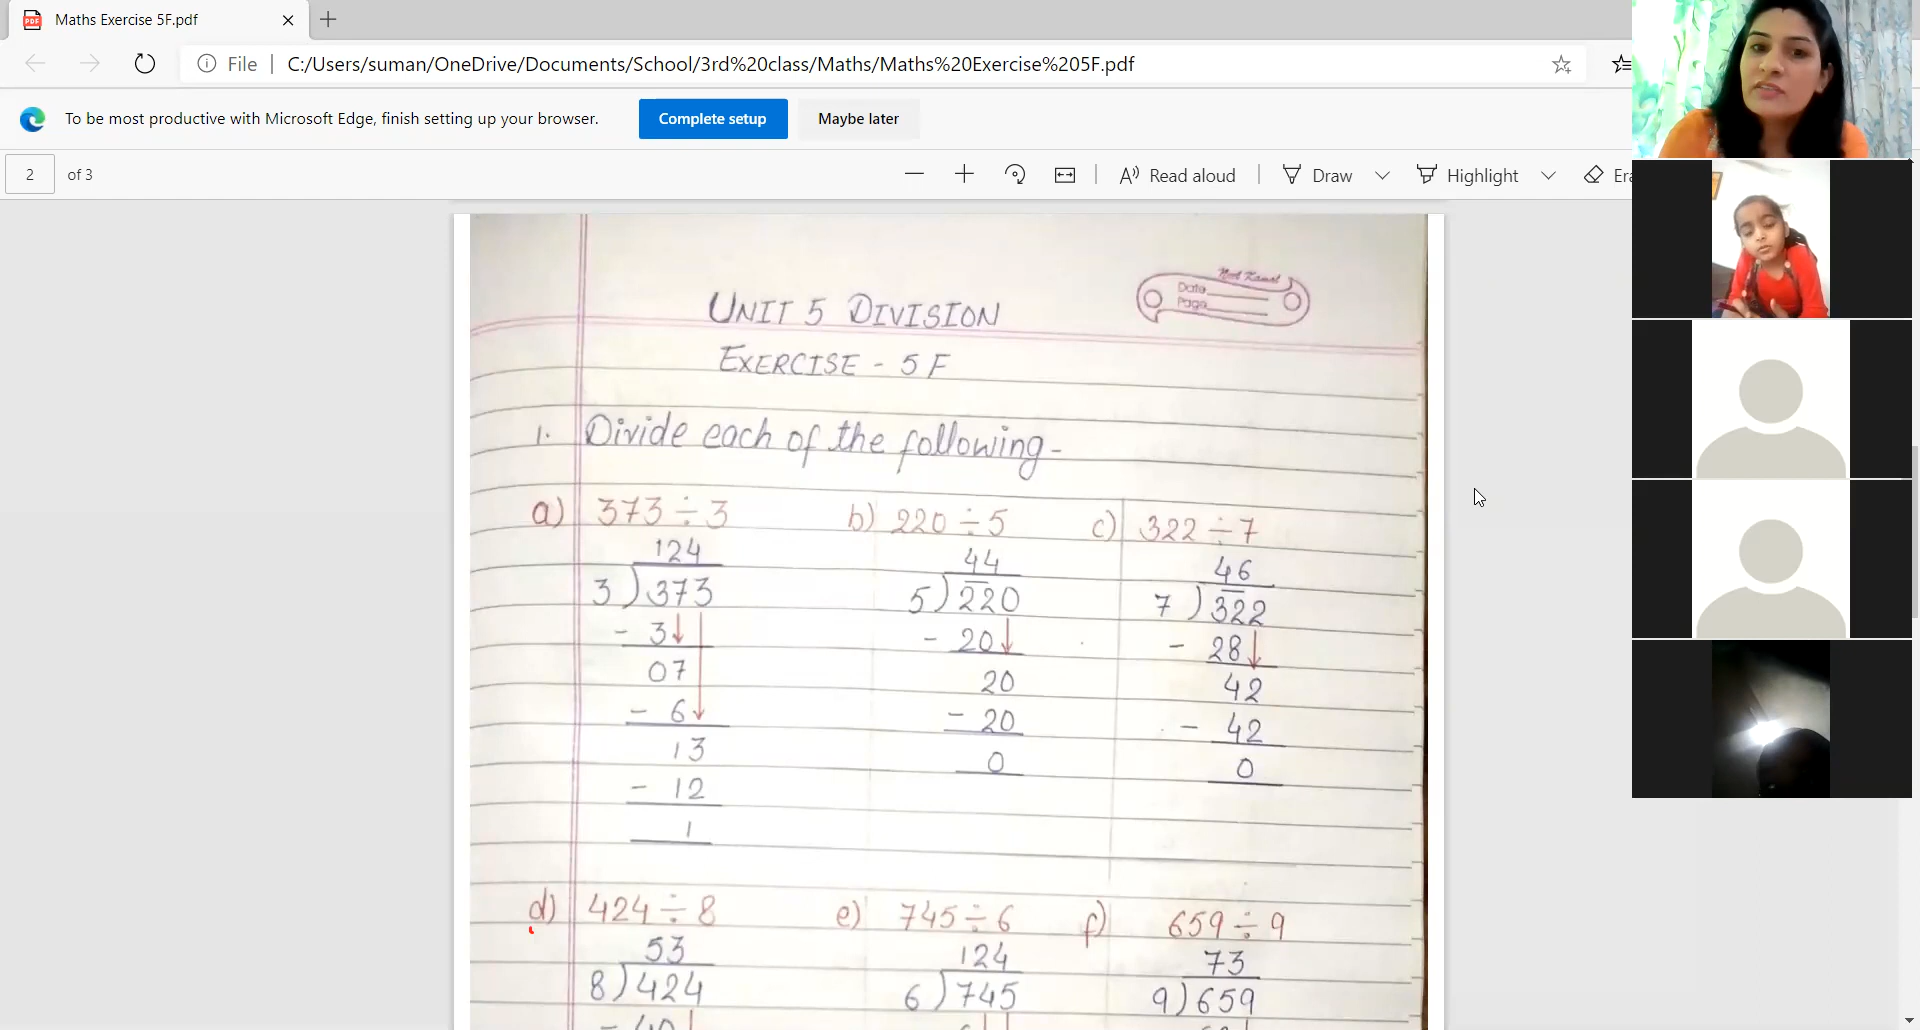 Maths Exercise 5F.pdf
File | C:/Users/suman/OneDrive/Documents/School/3rd%20class/Maths/Maths%20Exercise%205F.pdf
To be most productive with Microsoft Edge, finish setting up your browser. Complete setup Maybe later
2 of 3 Read aloud Draw Highlight Era
Date
Page
UNIT 5 DIVISION
EXERCISE - 5 F
1. Divide each of the following -
a) 373 ÷ 3 b) 220 ÷ 5 c) 322 ÷ 7
124 44 46
3 ) 373 5 ) 220 7 ) 322
- 3↓ - 20↓ - 28↓
07 20 42
- 6↓ - 20 - 42
13 0 0
- 12
1
d) 424 ÷ 8 e) 745 ÷ 6 f) 659 ÷ 9
53 124 73
8 ) 424 6 ) 745 9 ) 659